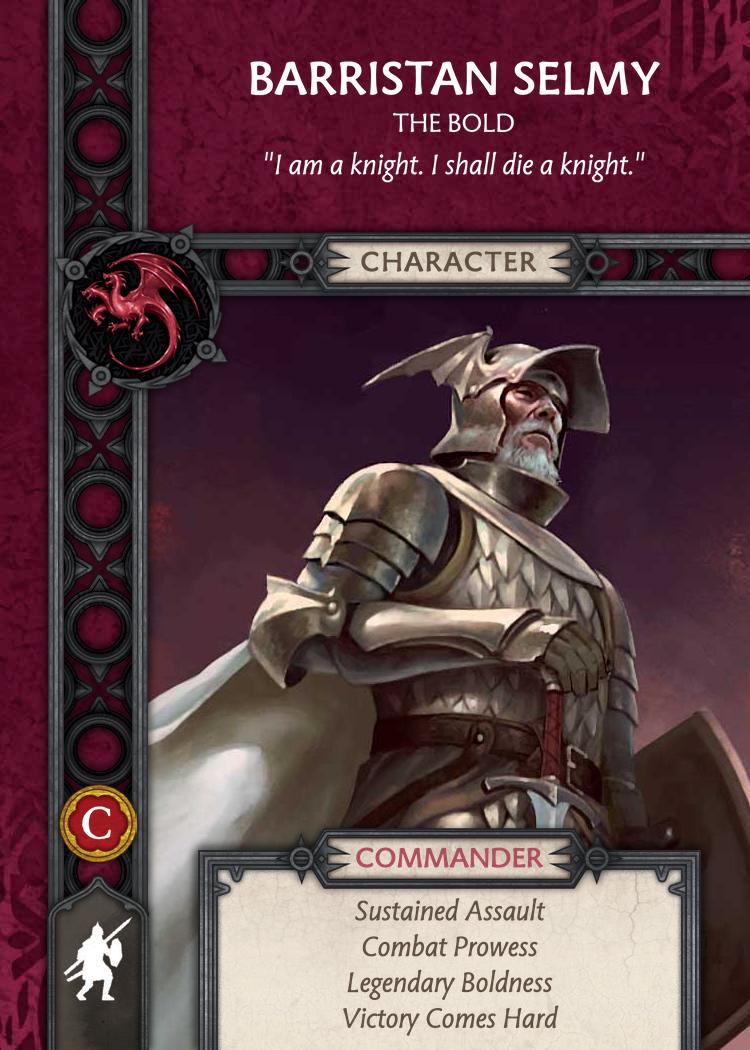 BARRISTAN SELMY
THE BOLD
"I am a knight. I shall die a knight."
CHARACTER
C
COMMANDER
Sustained Assault
Combat Prowess
Legendary Boldness
Victory Comes Hard